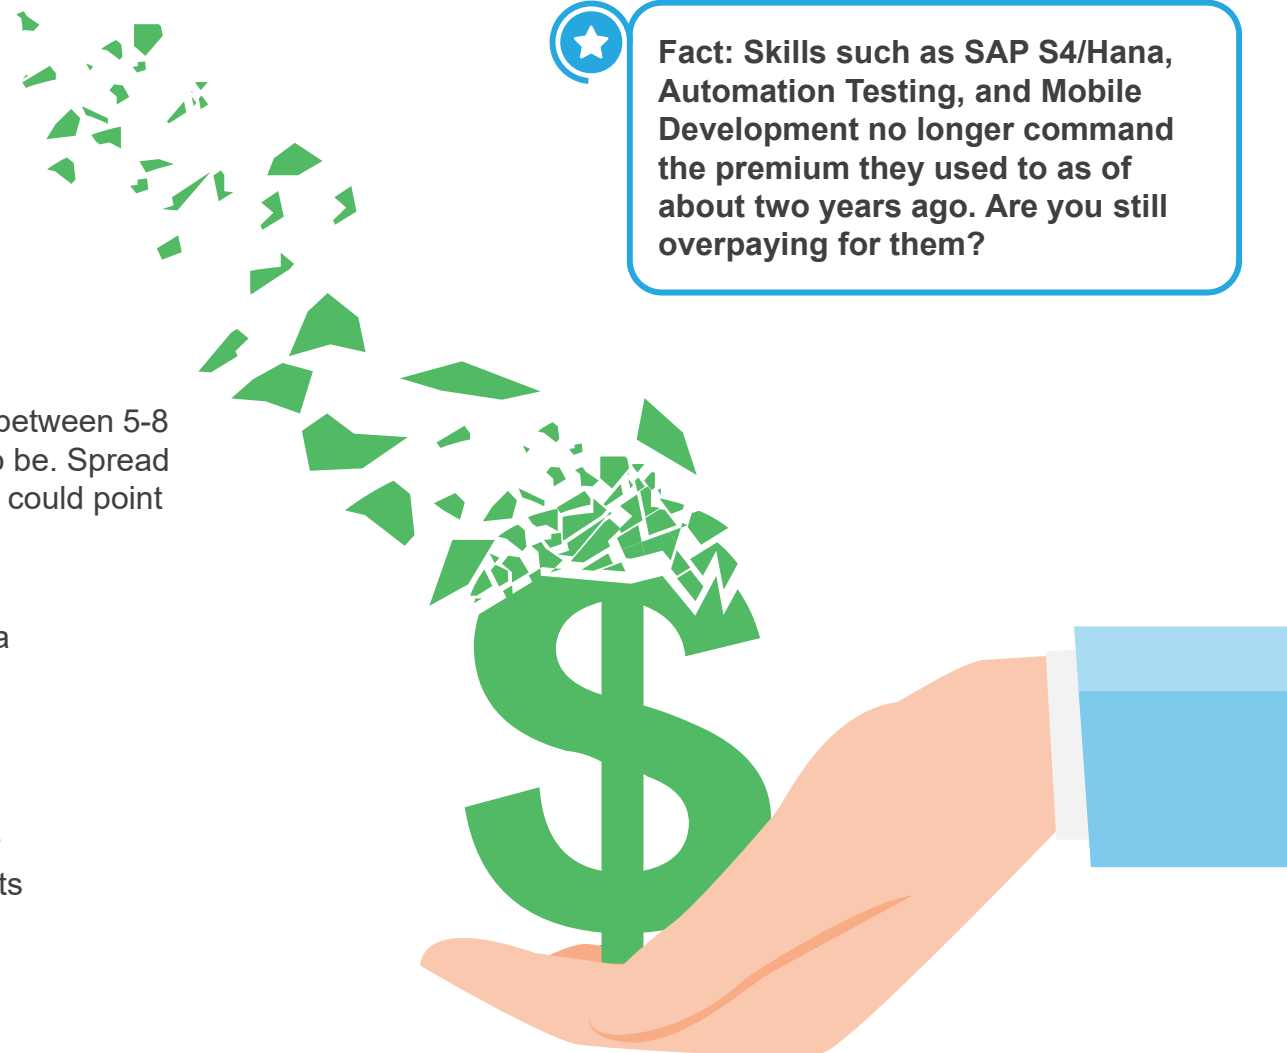 Fact: Skills such as SAP S4/Hana,
Automation Testing, and Mobile
Development no longer command
the premium they used to as of
about two years ago. Are you still
overpaying for them?
between 5-8
be. Spread
could point
a